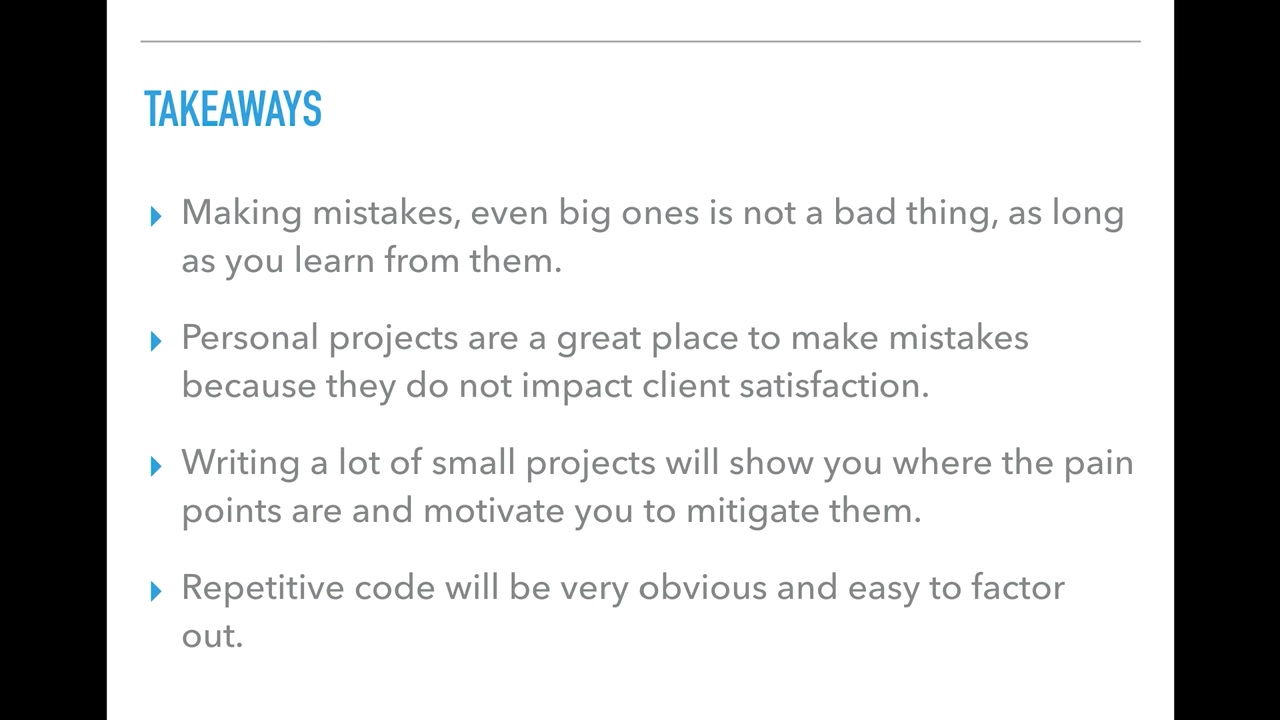 TAKEAWAYS
Making mistakes, even big ones is not a bad thing, as long
as you learn from them.
Personal projects are a great place to make mistakes
because they do not impact client satisfaction.
Writing a lot of small projects will show you where the pain
points are and motivate you to mitigate them.
Repetitive code will be very obvious and easy to factor
out.